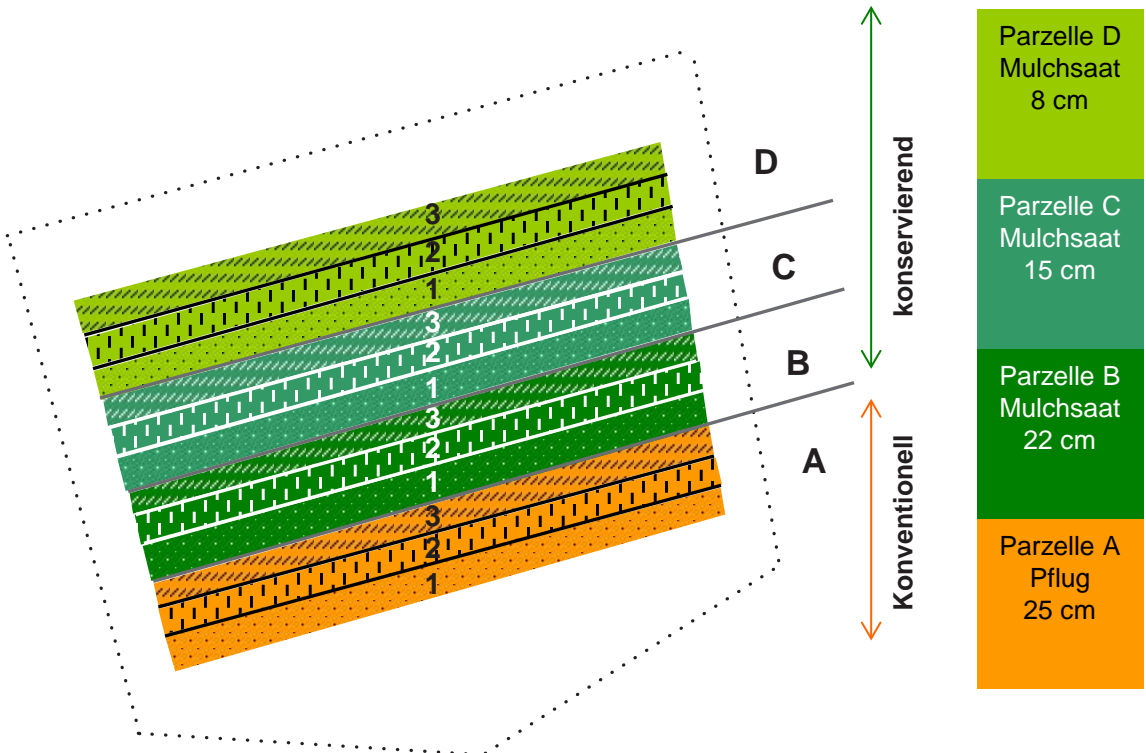 D
3
2
1
C
3
2
1
B
3
2
1
A
3
2
1
konservierend
Konventionell
Parzelle D
Mulchsaat
8 cm
Parzelle C
Mulchsaat
15 cm
Parzelle B
Mulchsaat
22 cm
Parzelle A
Pflug
25 cm